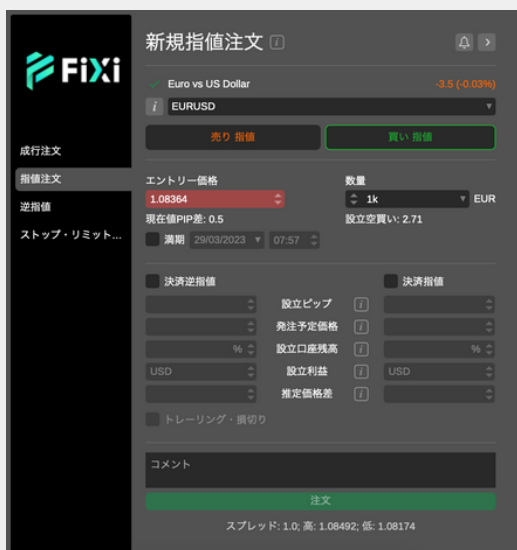 FiXi
新規指値注文 i
Euro vs US Dollar -3.5 (-0.03%)
i EURUSD
売り 指値 買い 指値
成行注文
指値注文
逆指値
ストップ・リミット...
エントリー価格 数量
1.08364 1k EUR
現在値PIP差: 0.5 設立空買い: 2.71
満期 29/03/2023 07:57
決済逆指値 決済指値
設立ピップ i
発注予定価格 i
% 設立口座残高 i %
USD 設立利益 i USD
推定価格差 i
トレーリング・損切り
コメント
注文
スプレッド: 1.0; 高: 1.08492; 低: 1.08174